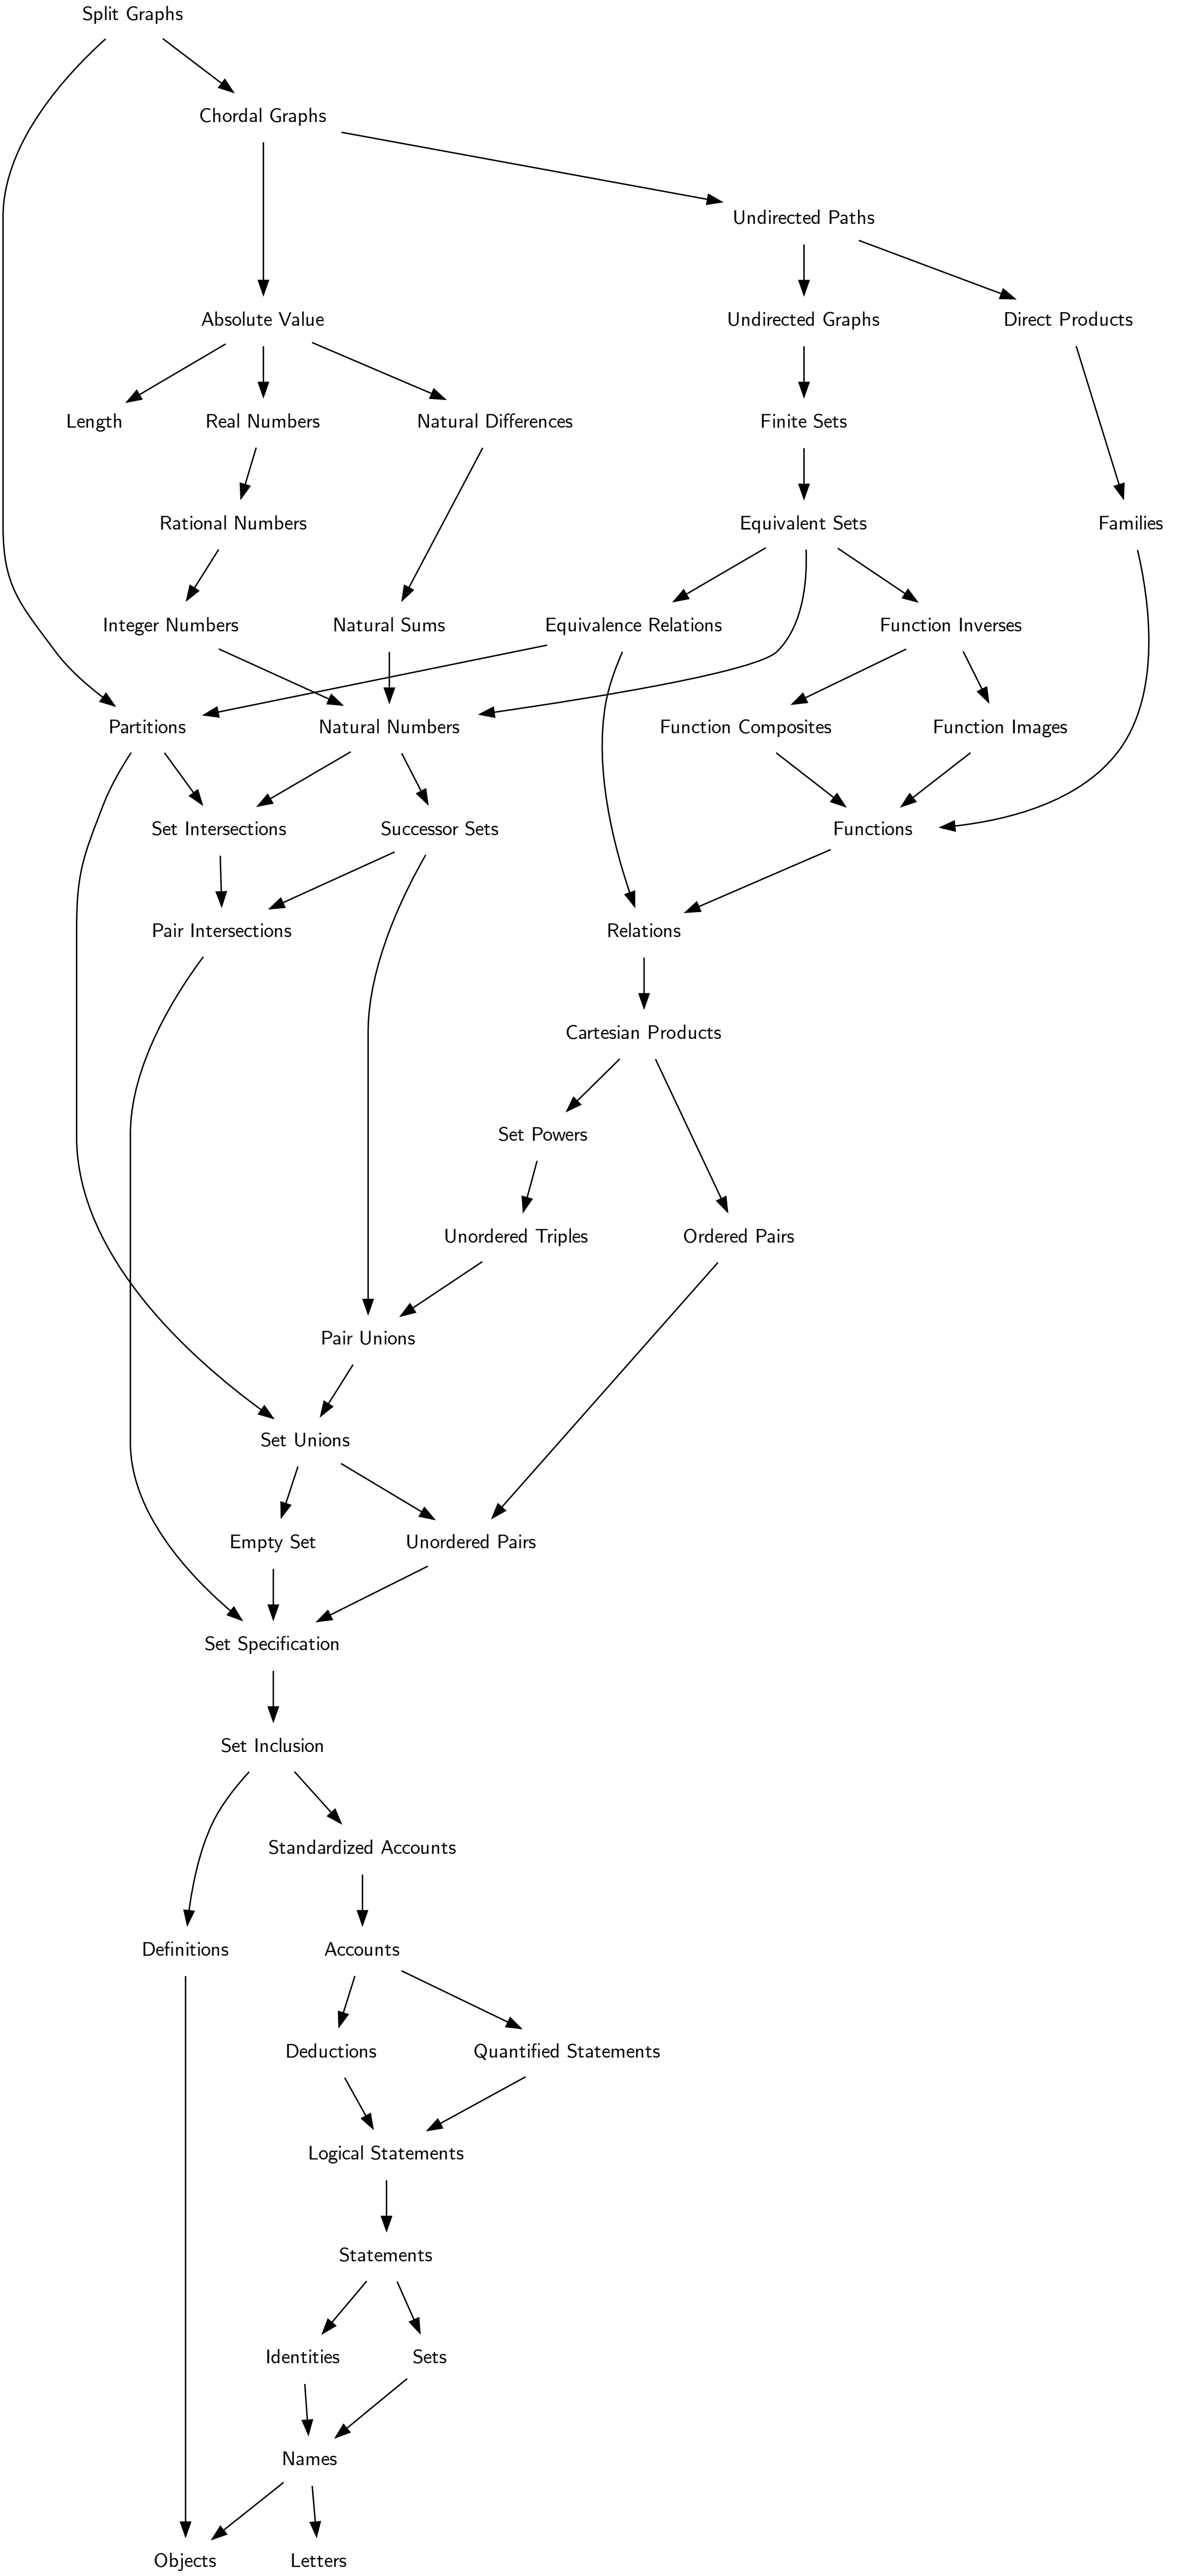 Split Graphs
Chordal Graphs
Undirected Paths
Absolute Value
Undirected Graphs
Direct Products
Length
Real Numbers
Natural Differences
Finite Sets
Rational Numbers
Equivalent Sets
Families
Integer Numbers
Natural Sums
Equivalence Relations
Function Inverses
Partitions
Natural Numbers
Function Composites
Function Images
Set Intersections
Successor Sets
Functions
Pair Intersections
Relations
Cartesian Products
Set Powers
Unordered Triples
Ordered Pairs
Pair Unions
Set Unions
Empty Set
Unordered Pairs
Set Specification
Set Inclusion
Standardized Accounts
Definitions
Accounts
Deductions
Quantified Statements
Logical Statements
Statements
Identities
Sets
Names
Objects
Letters